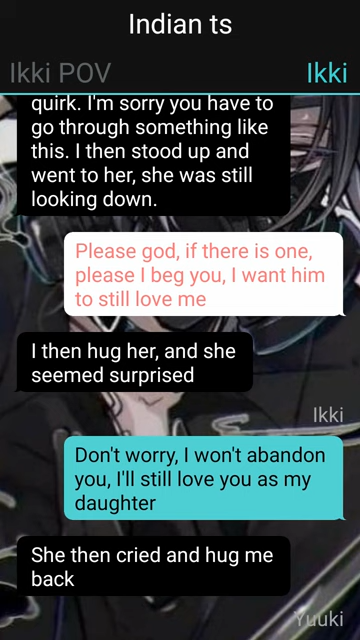 Indian ts
Ikki POV
Ikki
quirk. I'm sorry you have to
go through something like
this. I then stood up and
went to her, she was still
looking down.
Please god, if there is one,
please I beg you, I want him
to still love me
I then hug her, and she
seemed surprised
Ikki
Don't worry, I won't abandon
you, I'll still love you as my
daughter
She then cried and hug me
back
Yuuki